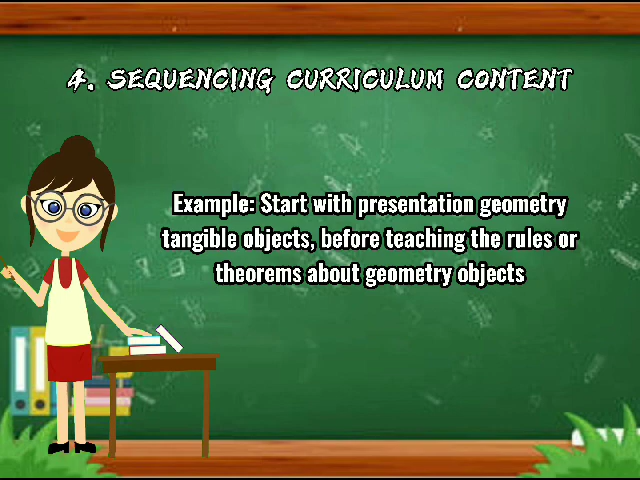 4. SEQUENCING CURRICULUM CONTENT
Example: Start with presentation geometry
tangible objects, before teaching the rules or
theorems about geometry objects